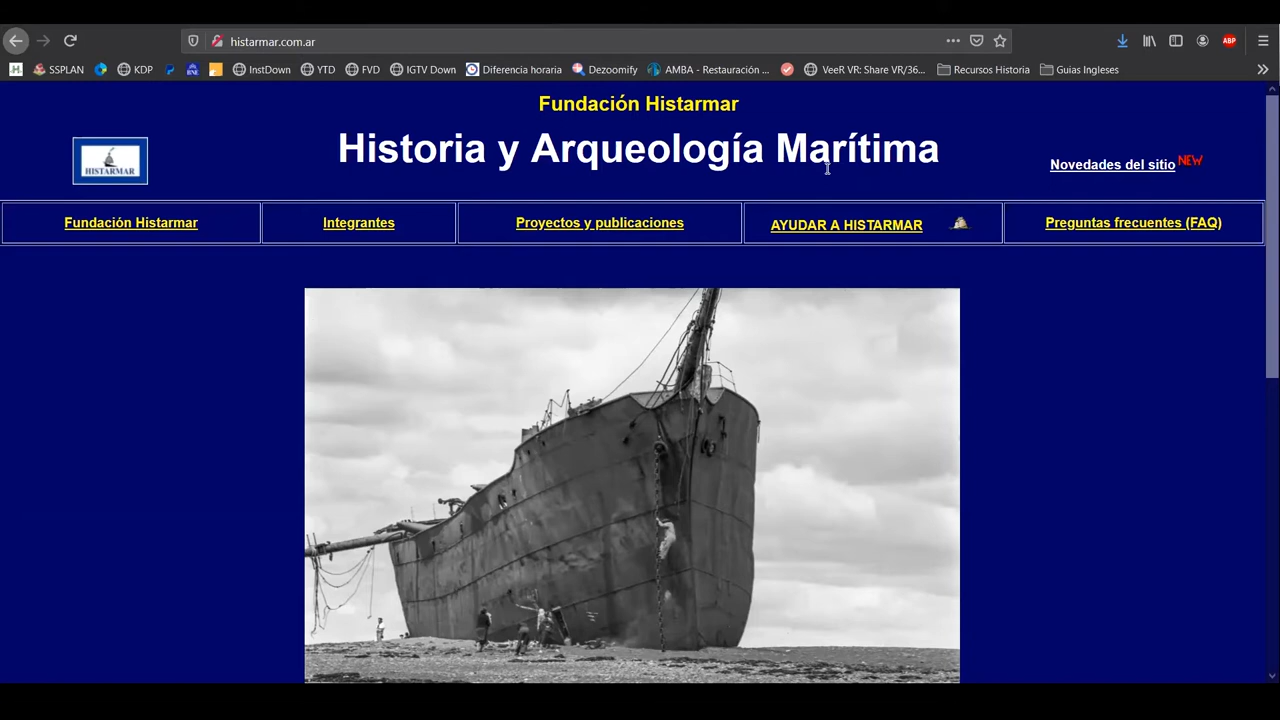 histarmar.com.ar
ABP
H SSPLAN KDP BNE InstDown YTD FVD IGTV Down Diferencia horaria Dezoomify AMBA - Restauración ... VeeR VR: Share VR/36... Recursos Historia Guias Ingleses
Fundación Histarmar
Historia y Arqueología Marítima
HISTARMAR
Novedades del sitio NEW
Fundación Histarmar Integrantes Proyectos y publicaciones AYUDAR A HISTARMAR Preguntas frecuentes (FAQ)